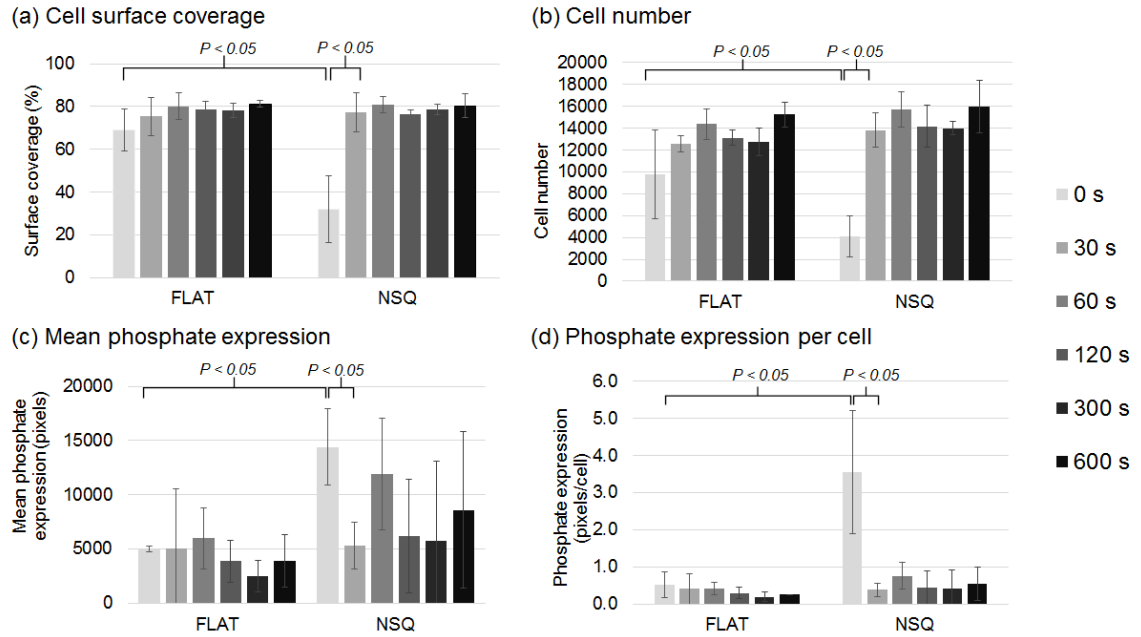 (a) Cell surface coverage
P < 0.05
P < 0.05
Surface coverage (%)
100
80
60
40
20
0
FLAT
NSQ
(b) Cell number
P < 0.05
P < 0.05
Cell number
20000
18000
16000
14000
12000
10000
8000
6000
4000
2000
0
FLAT
NSQ
(c) Mean phosphate expression
P < 0.05
P < 0.05
Mean phosphate
expression (pixels)
20000
15000
10000
5000
0
FLAT
NSQ
(d) Phosphate expression per cell
P < 0.05
P < 0.05
Phosphate expression
(pixels/cell)
6.0
5.0
4.0
3.0
2.0
1.0
0.0
FLAT
NSQ
0 s
30 s
60 s
120 s
300 s
600 s